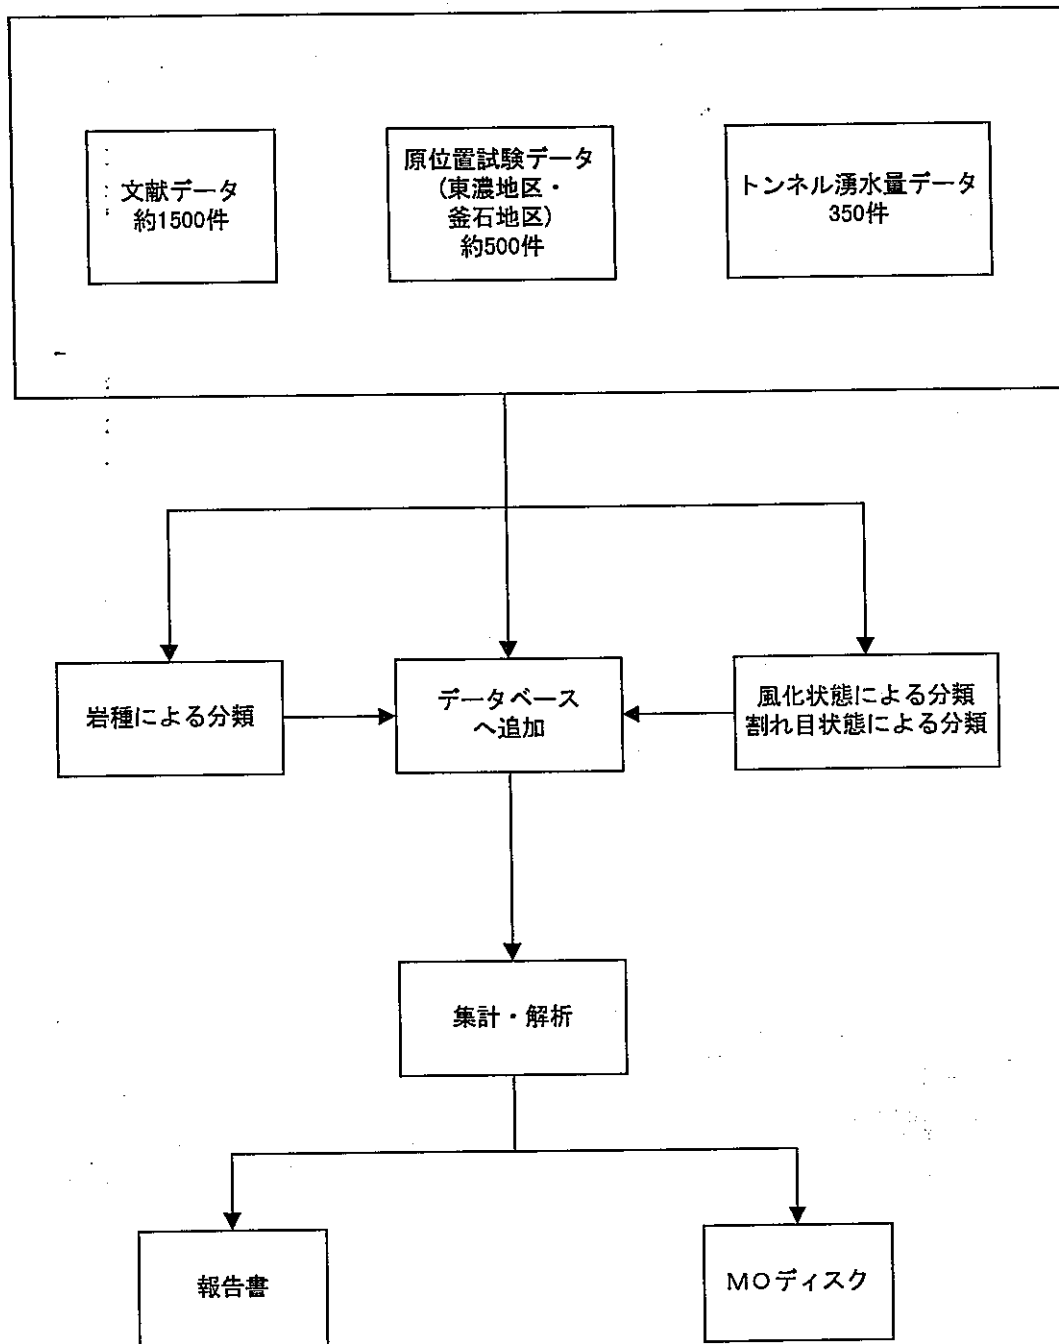 文献データ
約1500件
原位置試験データ
(東濃地区・
釜石地区)
約500件
トンネル湧水量データ
350件
岩種による分類
データベース
へ追加
風化状態による分類
割れ目状態による分類
集計・解析
報告書
MOディスク